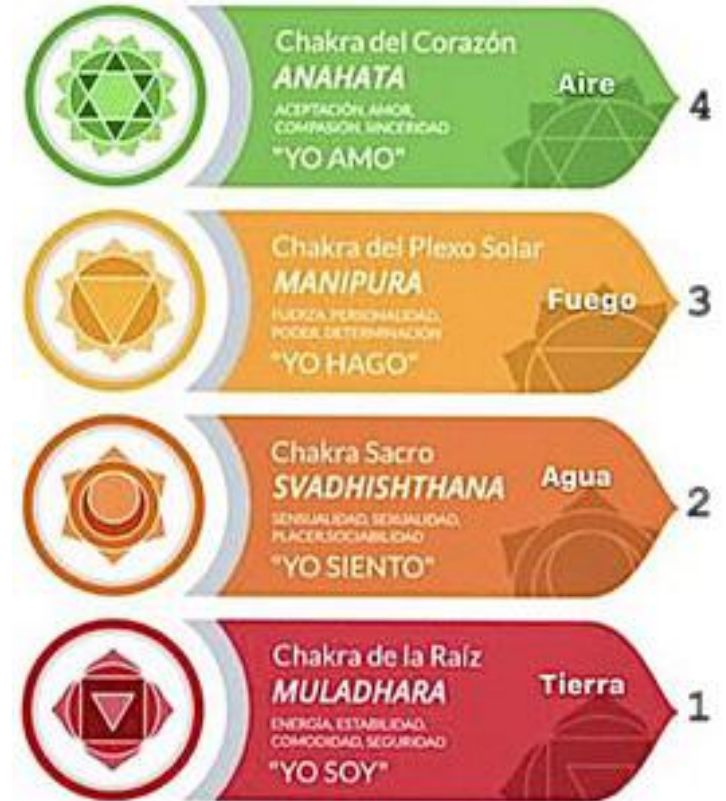 Chakra del Corazón
ANAHATA
Aire
ACEPTACIÓN, AMOR,
COMPASIÓN, SINCERIDAD
"YO AMO"
4
Chakra del Plexo Solar
MANIPURA
Fuego
FUERZA, PERSONALIDAD,
PODER, DETERMINACIÓN
"YO HAGO"
3
Chakra Sacro
SVADHISHTHANA
Agua
SENSUALIDAD, SEXUALIDAD,
PLACER,SOCIABILIDAD
"YO SIENTO"
2
Chakra de la Raíz
MULADHARA
Tierra
ENERGÍA, ESTABILIDAD,
COMODIDAD, SEGURIDAD
"YO SOY"
1